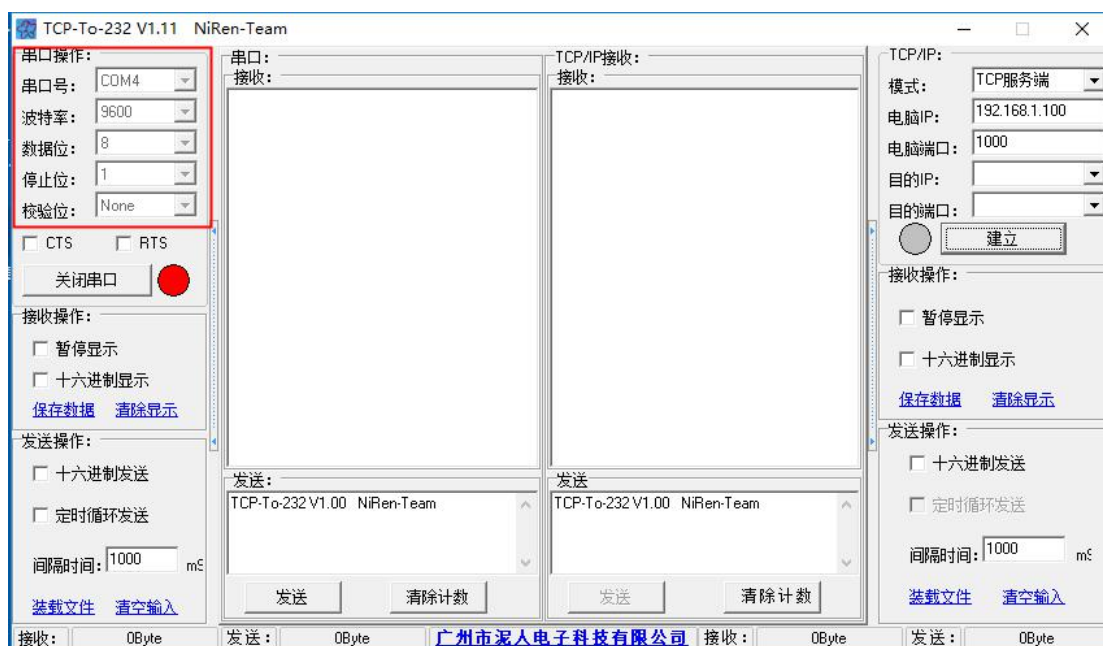 TCP-To-232 V1.11 NiRen-Team
串口操作:
串口号: COM4
波特率: 9600
数据位: 8
停止位: 1
校验位: None
CTS RTS
关闭串口
接收操作:
暂停显示
十六进制显示
保存数据 清除显示
发送操作:
十六进制发送
定时循环发送
间隔时间: 1000 mS
装载文件 清空输入
串口:
接收:
发送:
TCP-To-232 V1.00 NiRen-Team
发送 清除计数
TCP/IP接收:
接收:
发送
TCP-To-232 V1.00 NiRen-Team
发送 清除计数
TCP/IP:
模式: TCP服务端
电脑IP: 192.168.1.100
电脑端口: 1000
目的IP:
目的端口:
建立
接收操作:
暂停显示
十六进制显示
保存数据 清除显示
发送操作:
十六进制发送
定时循环发送
间隔时间: 1000 mS
装载文件 清空输入
接收: 0Byte 发送: 0Byte 广州市泥人电子科技有限公司 接收: 0Byte 发送: 0Byte